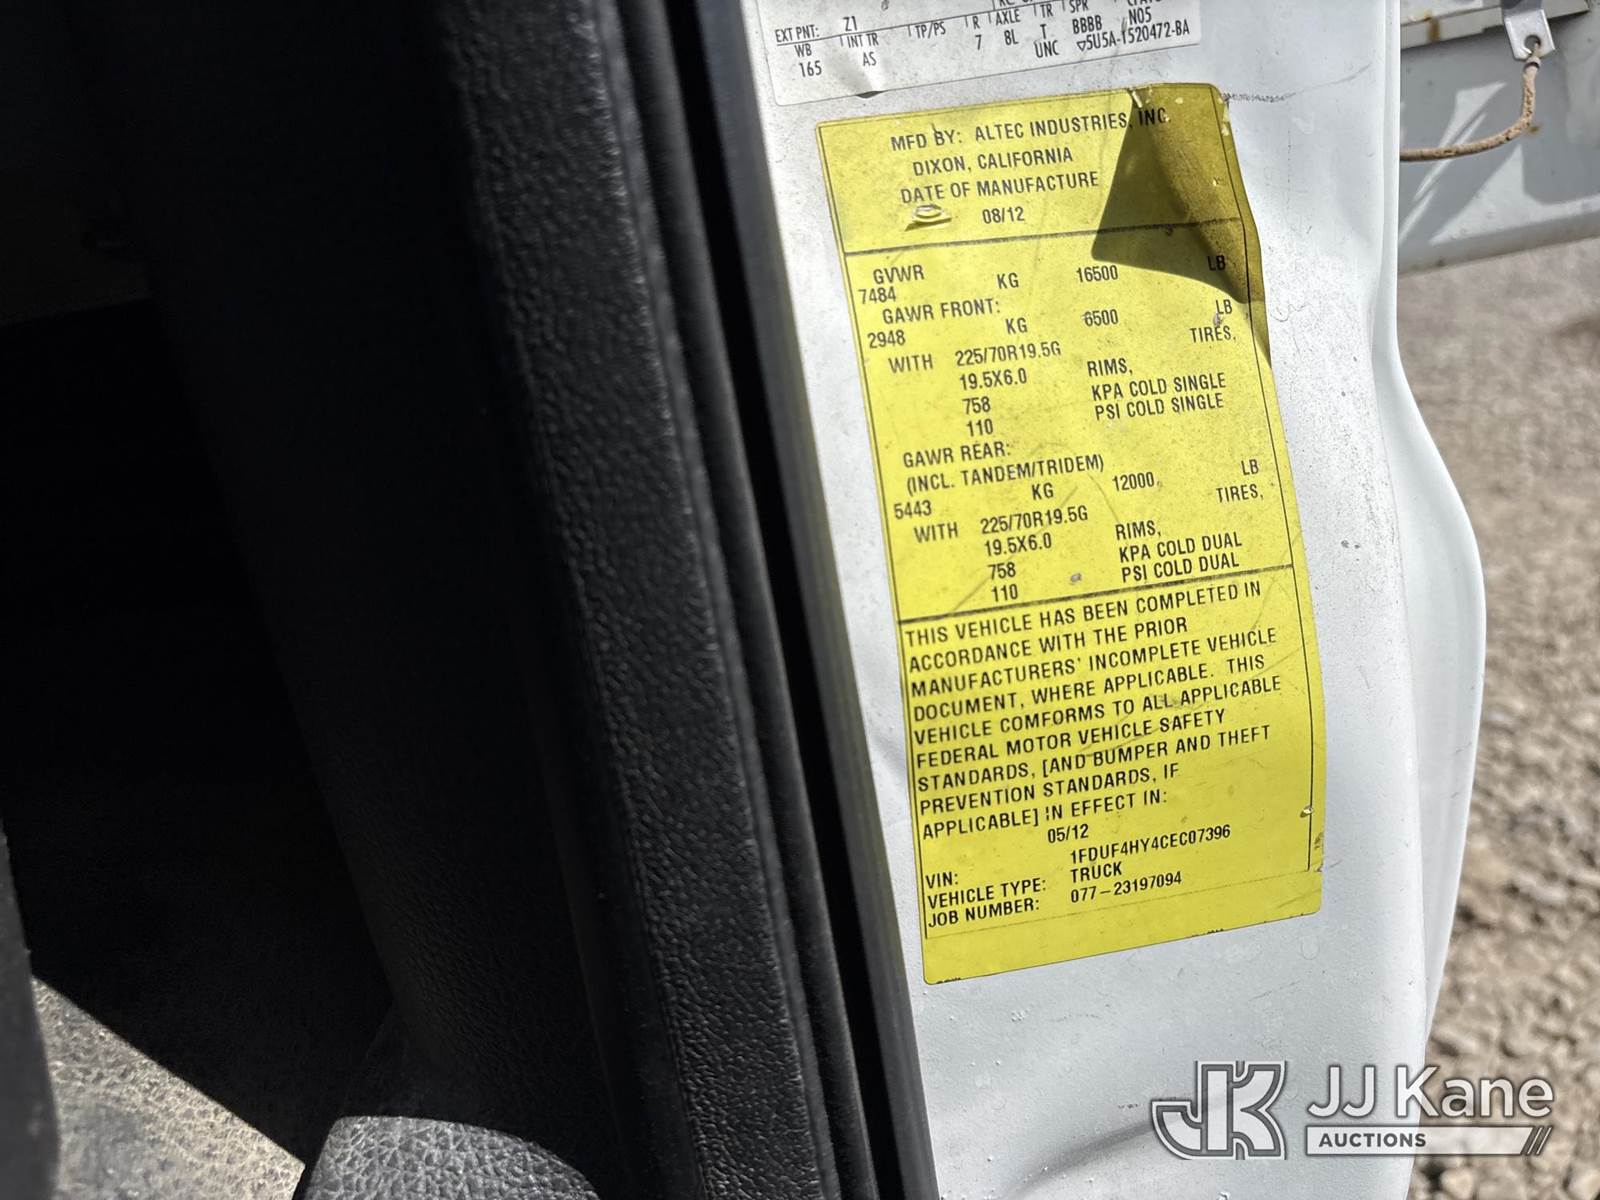 EXT PNT: Z1
WB INT TR TP/PS R AXLE TR SPR
165 AS 7 8L T BBBB N05
UNC 5U5A-1520472-BA
MFD BY: ALTEC INDUSTRIES, INC.
DIXON, CALIFORNIA
DATE OF MANUFACTURE
08/12
GVWR
7484 KG 16500 LB
GAWR FRONT:
2948 KG 6500 LB
WITH 225/70R19.5G TIRES,
19.5X6.0 RIMS,
758 KPA COLD SINGLE
110 PSI COLD SINGLE
GAWR REAR:
(INCL. TANDEM/TRIDEM)
5443 KG 12000 LB
WITH 225/70R19.5G TIRES,
19.5X6.0 RIMS,
758 KPA COLD DUAL
110 PSI COLD DUAL
THIS VEHICLE HAS BEEN COMPLETED IN
ACCORDANCE WITH THE PRIOR
MANUFACTURERS' INCOMPLETE VEHICLE
DOCUMENT, WHERE APPLICABLE. THIS
VEHICLE COMFORMS TO ALL APPLICABLE
FEDERAL MOTOR VEHICLE SAFETY
STANDARDS, [AND BUMPER AND THEFT
PREVENTION STANDARDS, IF
APPLICABLE] IN EFFECT IN:
05/12
VIN: 1FDUF4HY4CEC07396
VEHICLE TYPE: TRUCK
JOB NUMBER: 077-23197094
JK JJ Kane
AUCTIONS